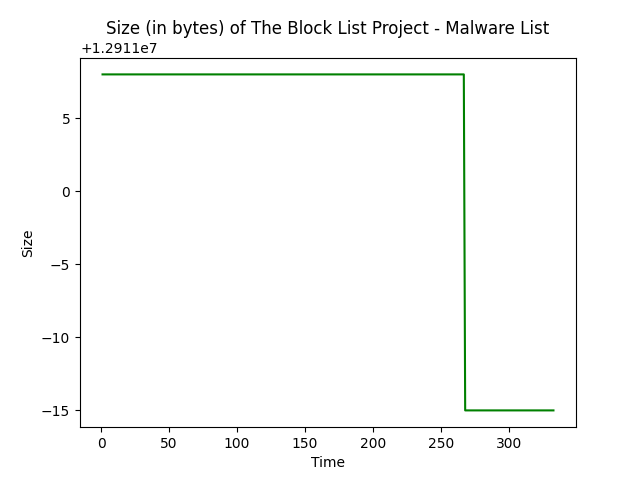 Size (in bytes) of The Block List Project - Malware List
+1.2911e7
5
0
−5
−10
−15
Size
0 50 100 150 200 250 300
Time